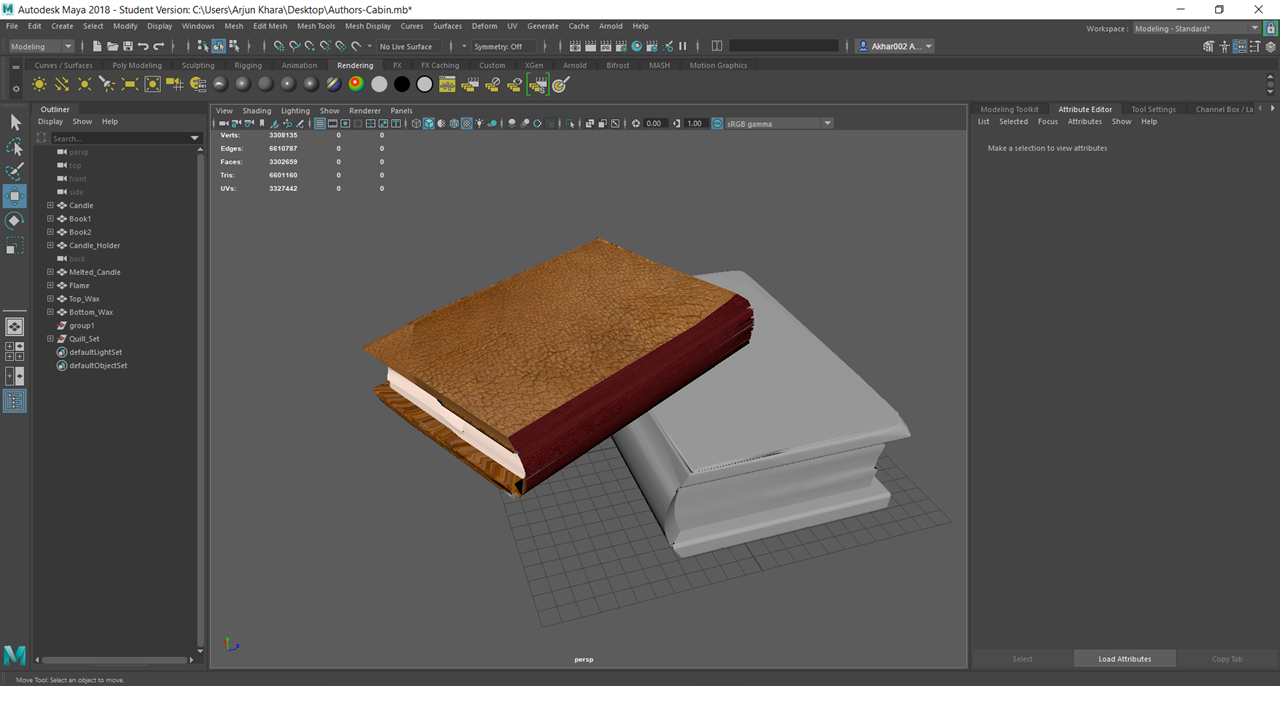 Autodesk Maya 2018 - Student Version: C:\Users\Arjun Khara\Desktop\Authors-Cabin.mb*
File Edit Create Select Modify Display Windows Mesh Edit Mesh Mesh Tools Mesh Display Curves Surfaces Deform UV Generate Cache Arnold Help
Workspace : Modeling - Standard*
Modeling No Live Surface Symmetry: Off Akhar002 A...
Curves / Surfaces Poly Modeling Sculpting Rigging Animation Rendering FX FX Caching Custom XGen Arnold Bifrost MASH Motion Graphics
Outliner
Display Show Help
Search...
persp
top
front
side
Candle
Book1
Book2
Candle_Holder
back
Melted_Candle
Flame
Top_Wax
Bottom_Wax
group1
Quill_Set
defaultLightSet
defaultObjectSet
View Shading Lighting Show Renderer Panels
0.00 1.00 sRGB gamma
Verts: 3308135 0 0
Edges: 6610787 0 0
Faces: 3302659 0 0
Tris: 6601160 0 0
UVs: 3327442 0 0
persp
Modeling Toolkit Attribute Editor Tool Settings Channel Box / La
List Selected Focus Attributes Show Help
Make a selection to view attributes
Select Load Attributes Copy Tab
Move Tool: Select an object to move.